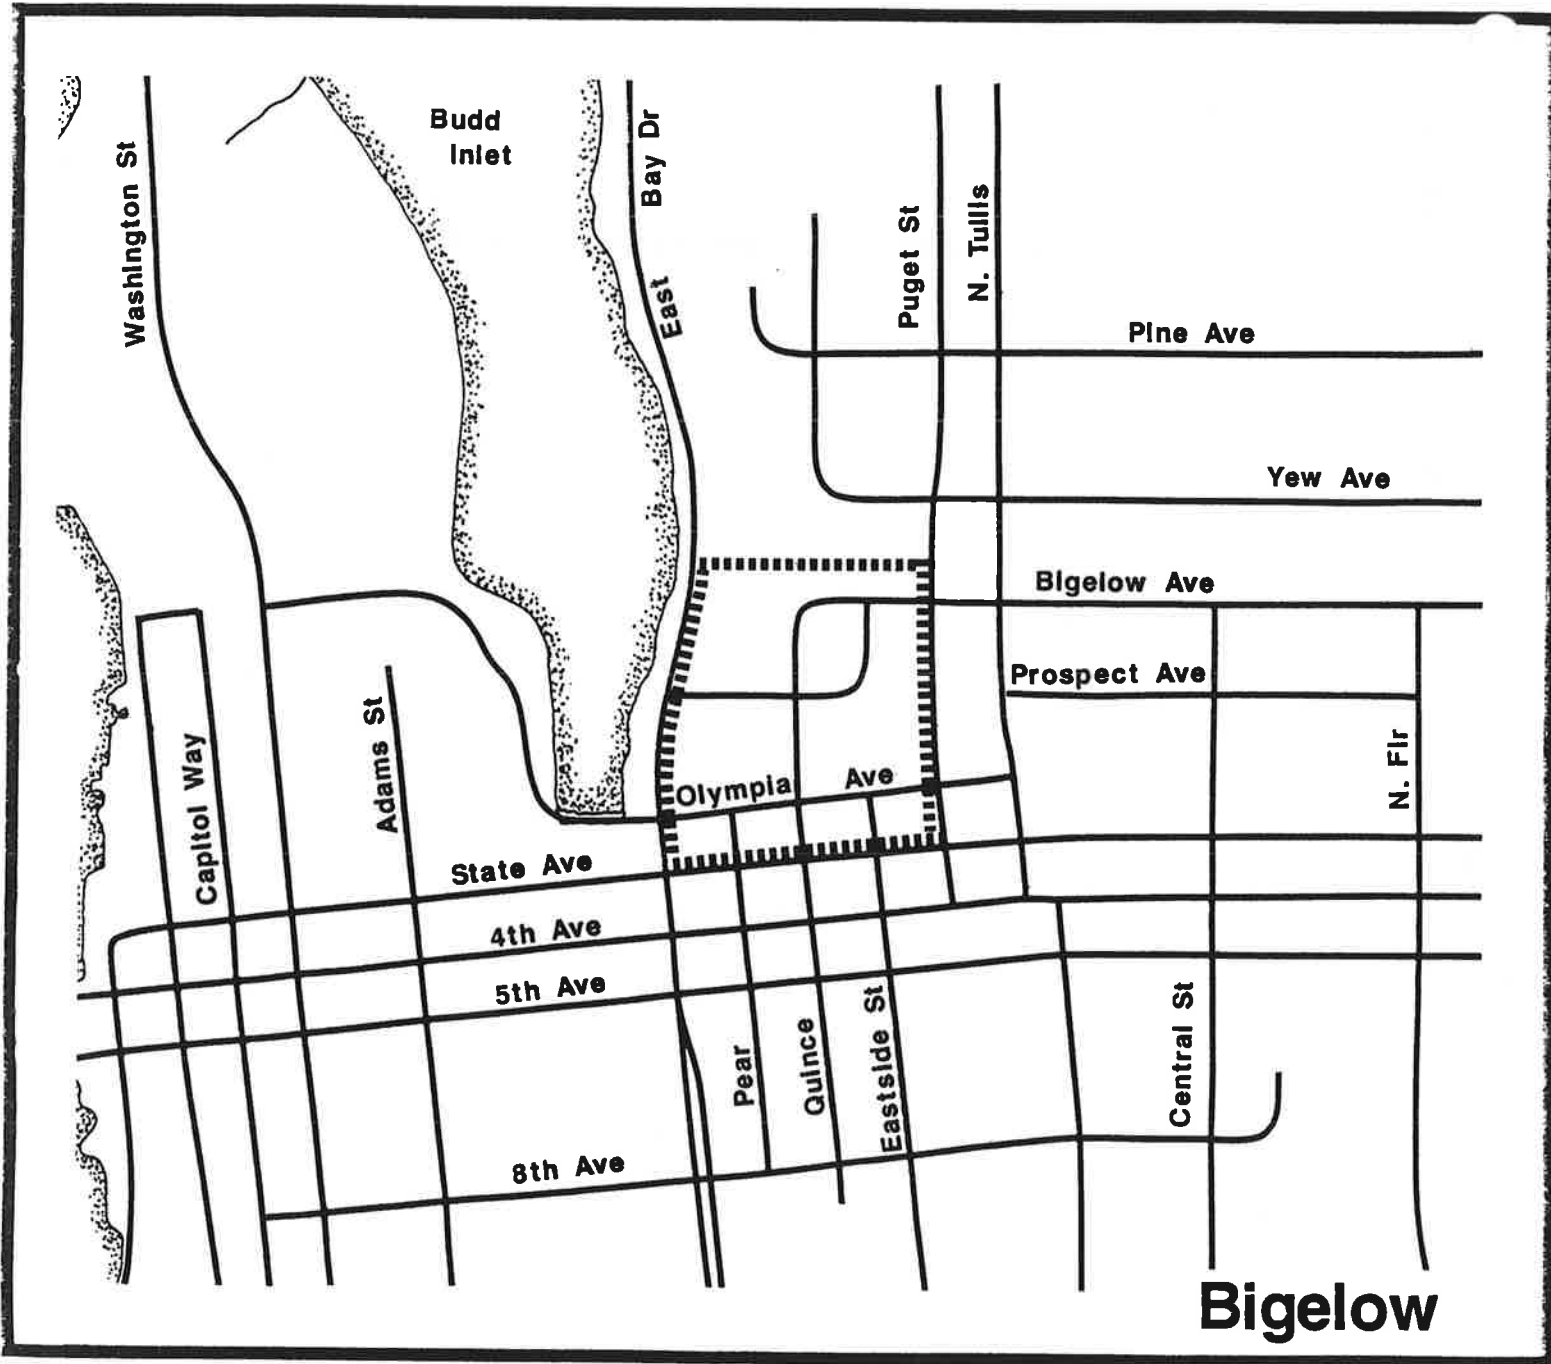 Budd
Inlet
Washington St
East Bay Dr
Puget St
N. Tullis
Pine Ave
Yew Ave
Bigelow Ave
Prospect Ave
N. Fir
Capitol Way
Adams St
Olympia Ave
State Ave
4th Ave
5th Ave
Pear
Quince
Eastside St
Central St
8th Ave
Bigelow